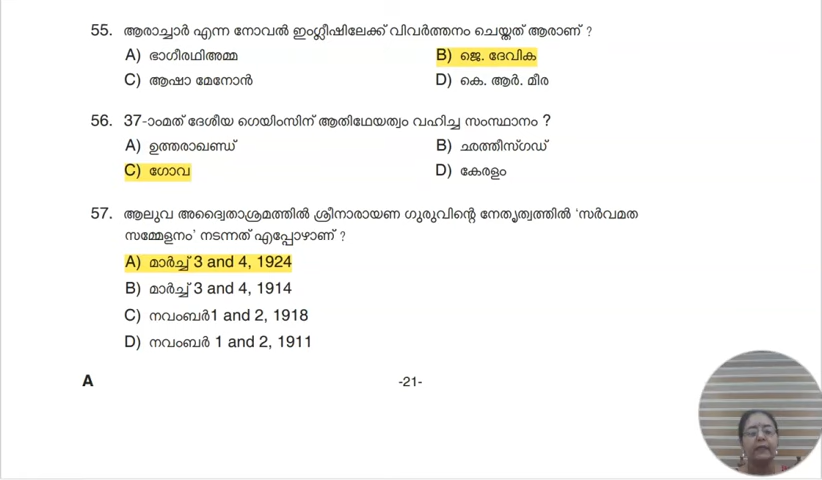 55. ആരാച്ചാർ എന്ന നോവൽ ഇംഗ്ലീഷിലേക്ക് വിവർത്തനം ചെയ്തത് ആരാണ് ?
A) ഭാഗീരഥിഅമ്മ B) ജെ. ദേവിക
C) ആഷാ മേനോൻ D) കെ. ആർ. മീര
56. 37-ാംമത് ദേശീയ ഗെയിംസിന് ആതിഥേയത്വം വഹിച്ച സംസ്ഥാനം ?
A) ഉത്തരാഖണ്ഡ് B) ഛത്തീസ്ഗഡ്
C) ഗോവ D) കേരളം
57. ആലുവ അദ്വൈതാശ്രമത്തിൽ ശ്രീനാരായണ ഗുരുവിന്റെ നേതൃത്വത്തിൽ ‘സർവമത
സമ്മേളനം’ നടന്നത് എപ്പോഴാണ് ?
A) മാർച്ച് 3 and 4, 1924
B) മാർച്ച് 3 and 4, 1914
C) നവംബർ1 and 2, 1918
D) നവംബർ 1 and 2, 1911
A -21-